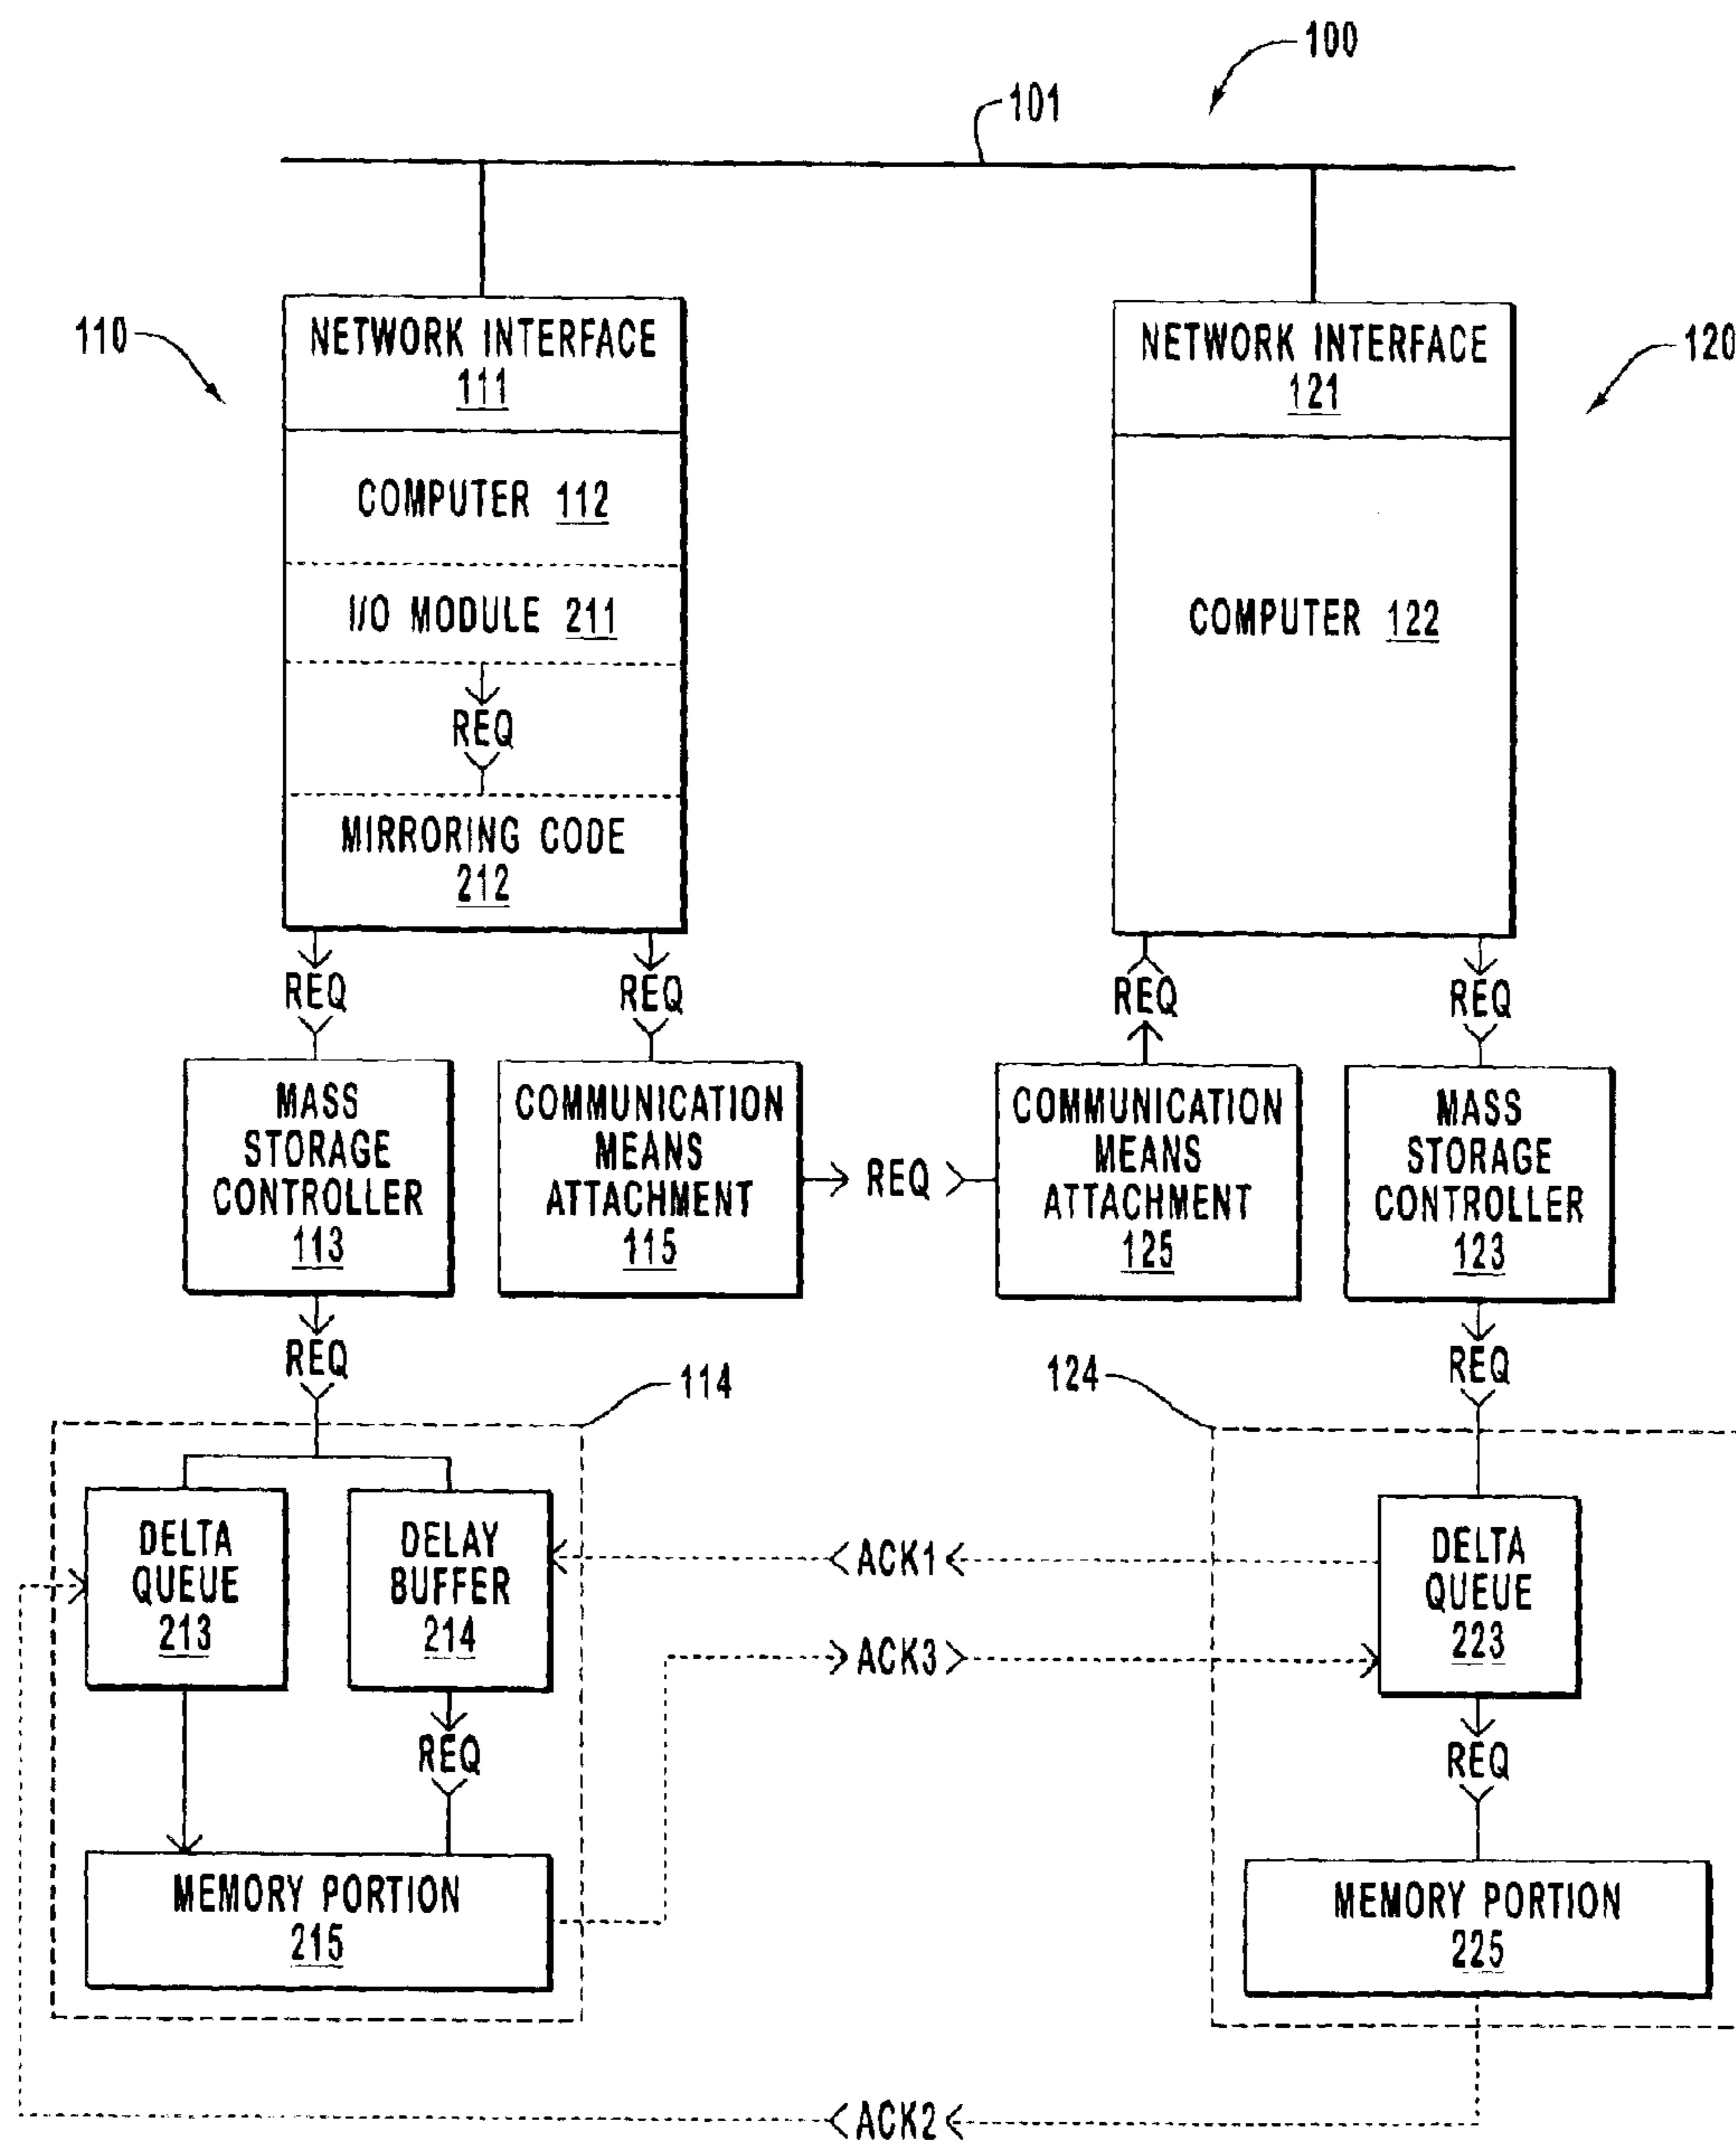 100
101
110
NETWORK INTERFACE
111
COMPUTER 112
I/O MODULE 211
REQ
MIRRORING CODE
212
NETWORK INTERFACE
121
COMPUTER 122
120
REQ
REQ
REQ
REQ
MASS
STORAGE
CONTROLLER
113
COMMUNICATION
MEANS
ATTACHMENT
115
REQ
COMMUNICATION
MEANS
ATTACHMENT
125
MASS
STORAGE
CONTROLLER
123
REQ
114
124
REQ
DELTA
QUEUE
213
DELAY
BUFFER
214
ACK1
ACK3
DELTA
QUEUE
223
REQ
REQ
MEMORY PORTION
215
MEMORY PORTION
225
ACK2